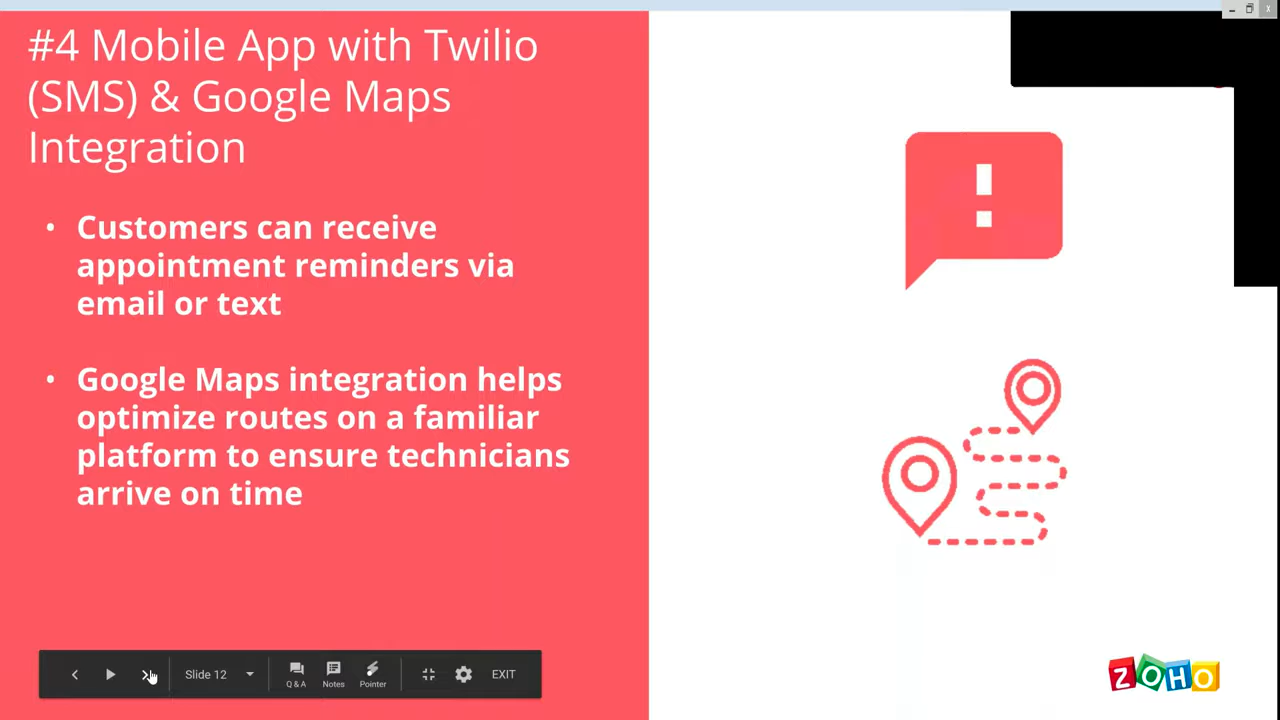 #4 Mobile App with Twilio
(SMS) & Google Maps
Integration
• Customers can receive
appointment reminders via
email or text
• Google Maps integration helps
optimize routes on a familiar
platform to ensure technicians
arrive on time
!
Slide 12
Q & A
Notes
Pointer
EXIT
ZOHO